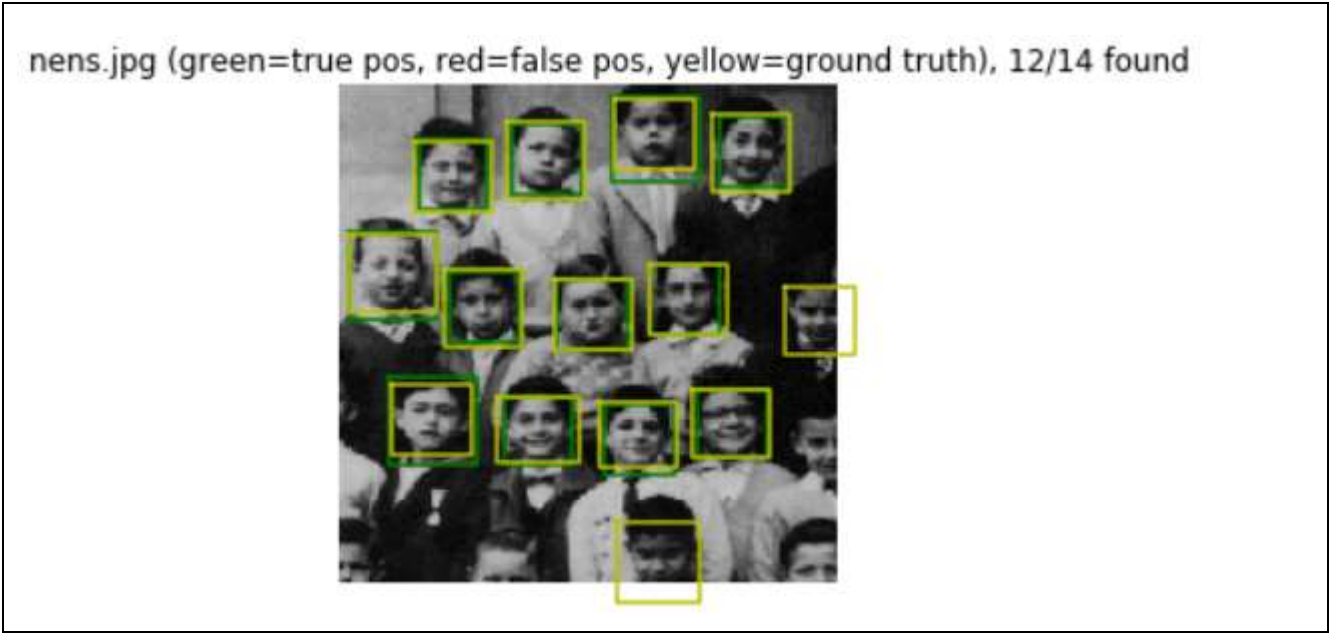 nens.jpg (green=true pos, red=false pos, yellow=ground truth), 12/14 found